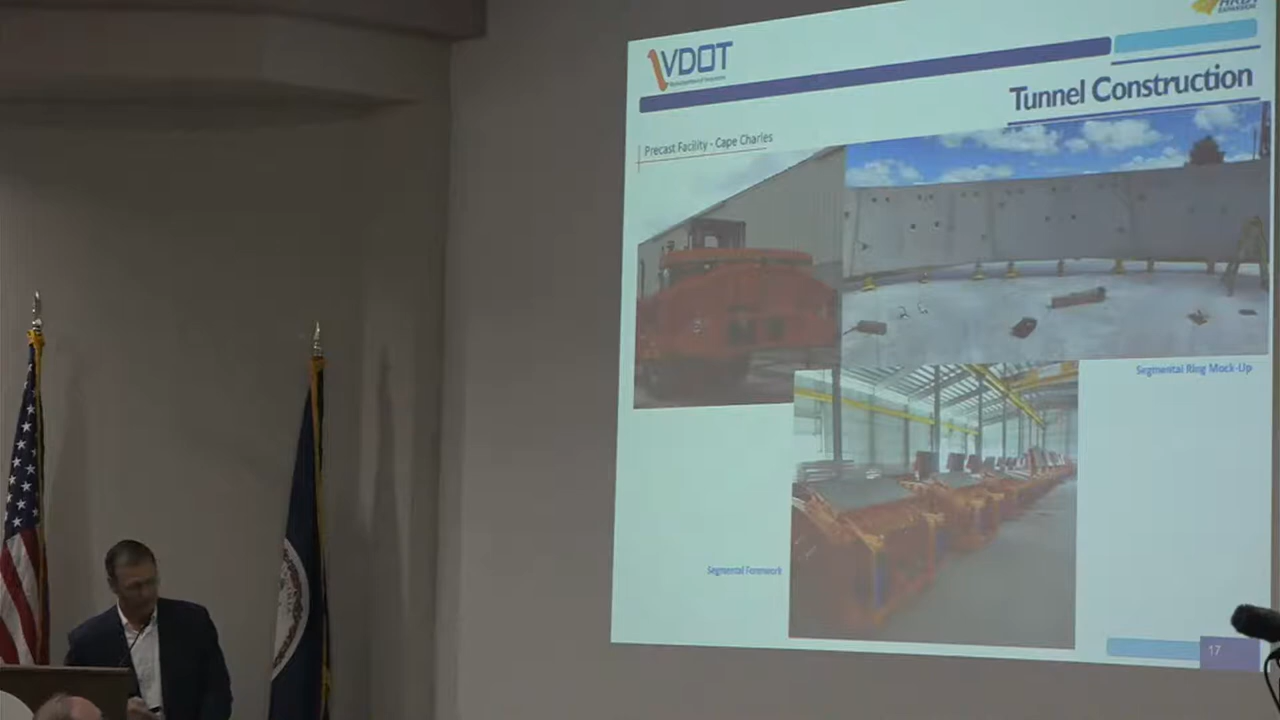 VDOT
Tunnel Construction
Precast Facility - Cape Charles
Segmental Ring Mock-Up
Segmental Formwork
17